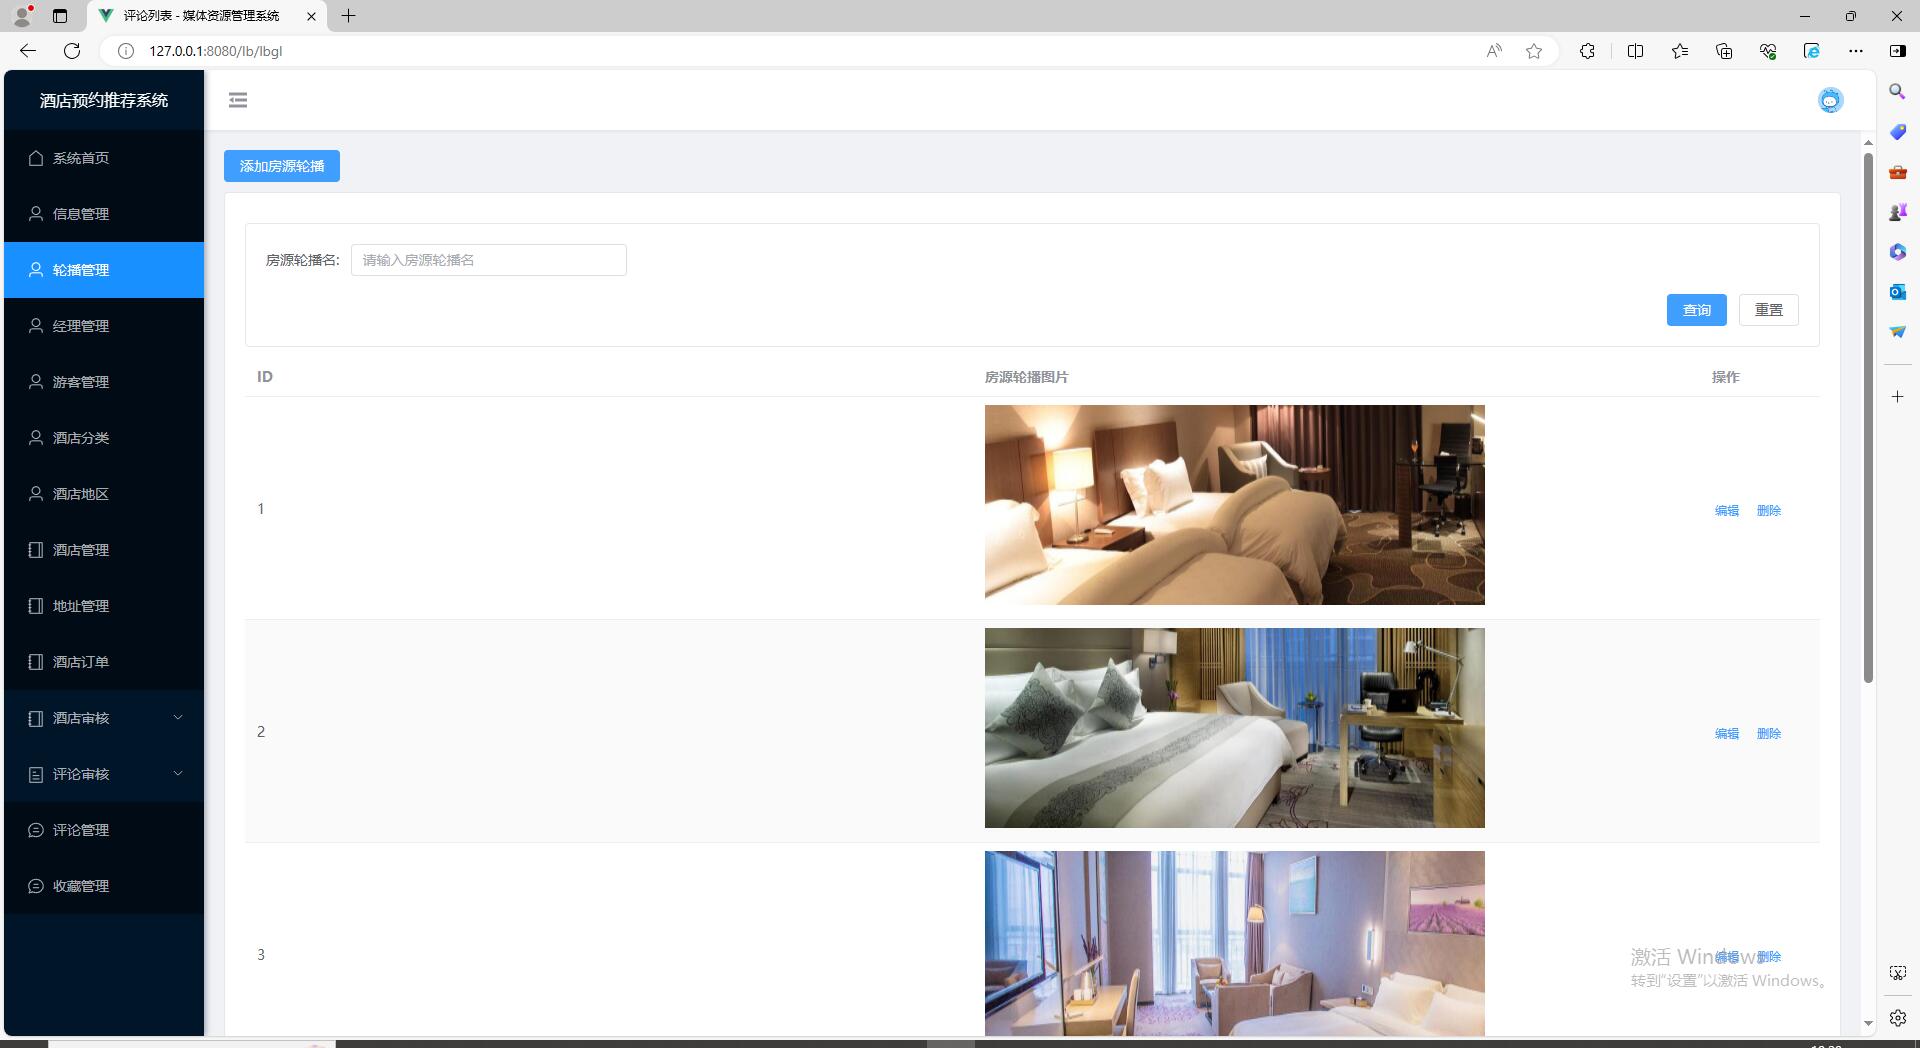 评论列表 - 媒体资源管理系统
127.0.0.1:8080/lb/lbgl
酒店预约推荐系统
系统首页
信息管理
轮播管理
经理管理
游客管理
酒店分类
酒店地区
酒店管理
地址管理
酒店订单
酒店审核
评论审核
评论管理
收藏管理
添加房源轮播
房源轮播名: 请输入房源轮播名
查询 重置
ID 房源轮播图片 操作
1 编辑 删除
2 编辑 删除
3 编辑 删除
激活 Windows
转到“设置”以激活 Windows。